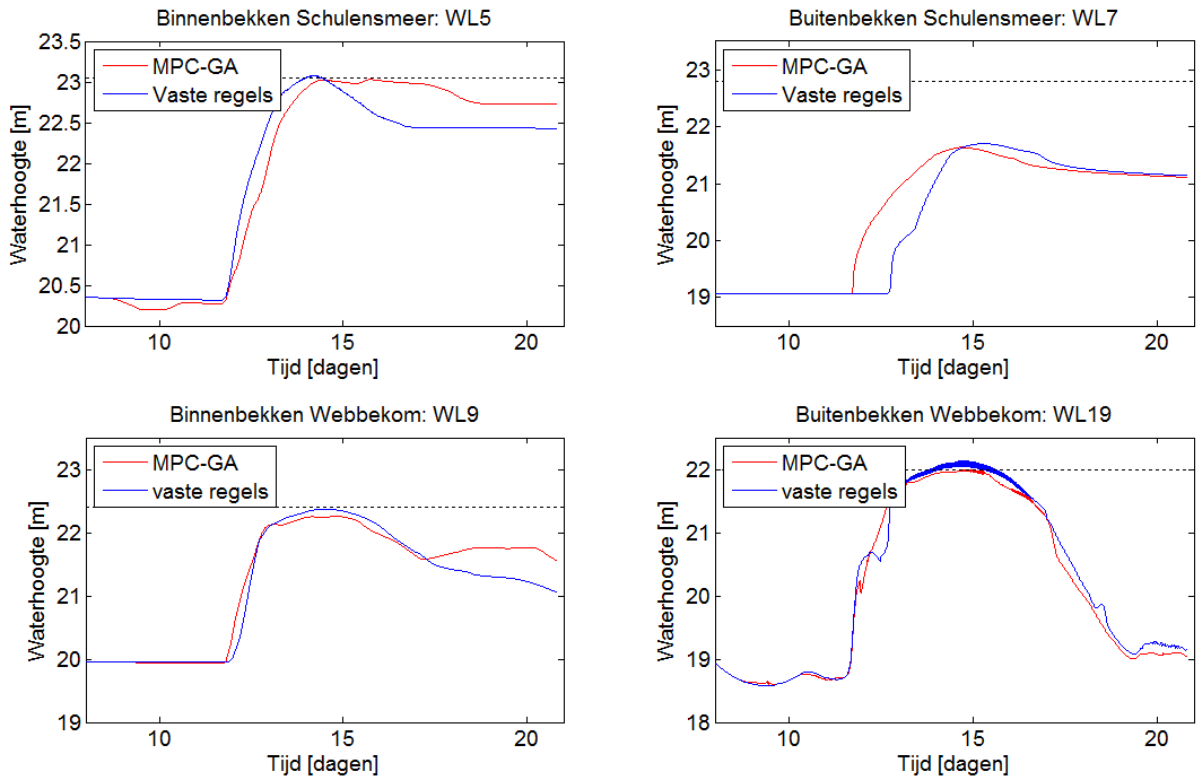 Binnenbekken Schulensmeer: WL5
23.5
23
22.5
22
21.5
21
20.5
20
Waterhoogte [m]
MPC-GA
Vaste regels
10
15
20
Tijd [dagen]
Buitenbekken Schulensmeer: WL7
23
22
21
20
19
Waterhoogte [m]
MPC-GA
Vaste regels
10
15
20
Tijd [dagen]
Binnenbekken Webbekom: WL9
23
22
21
20
19
Waterhoogte [m]
MPC-GA
vaste regels
10
15
20
Tijd [dagen]
Buitenbekken Webbekom: WL19
22
21
20
19
18
Waterhoogte [m]
MPC-GA
vaste regels
10
15
20
Tijd [dagen]